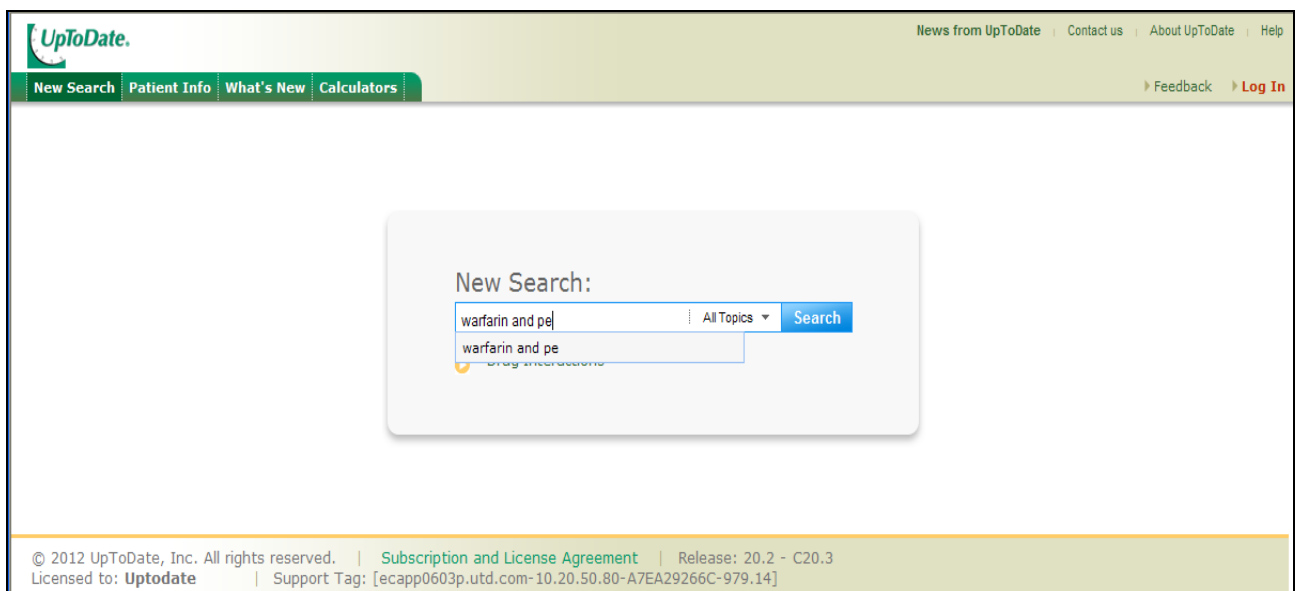 UpToDate.
News from UpToDate | Contact us | About UpToDate | Help
New Search Patient Info What's New Calculators
Feedback Log In
New Search:
warfarin and pe All Topics Search
warfarin and pe
Drug Interactions
© 2012 UpToDate, Inc. All rights reserved. | Subscription and License Agreement | Release: 20.2 - C20.3
Licensed to: Uptodate | Support Tag: [ecapp0603p.utd.com-10.20.50.80-A7EA29266C-979.14]